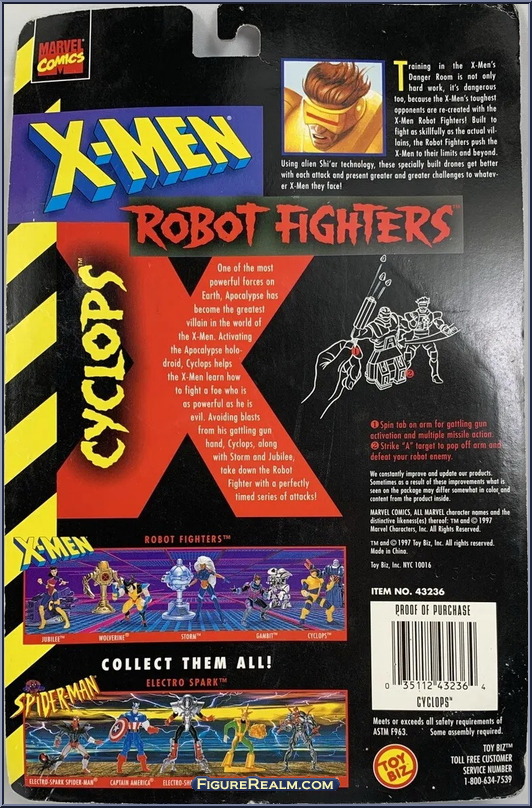 MARVEL
COMICS
X-MEN
Training in the X-Men's
Danger Room is not only
hard work, it's dangerous
too, because the X-Men's toughest
opponents are re-created with the
X-Men Robot Fighters! Built to
fight as skillfully as the actual vil-
lains, the Robot Fighters push the
X-Men to their limits and beyond.
Using alien Shi'ar technology, these specially built drones get better
with each attack and present greater and greater challenges to whatev-
er X-Men they face!
ROBOT FIGHTERS™
CYCLOPS™
One of the most
powerful forces on
Earth, Apocalypse has
become the greatest
villain in the world of
the X-Men. Activating
the Apocalypse holo-
droid, Cyclops helps
the X-Men learn how
to fight a foe who is
as powerful as he is
evil. Avoiding blasts
from his gattling gun
hand, Cyclops, along
with Storm and Jubilee,
take down the Robot
Fighter with a perfectly
timed series of attacks!
1 Spin tab on arm for gattling gun
activation and multiple missile action.
2 Strike "A" target to pop off arm and
defeat your robot enemy.
We constantly improve and update our products.
Sometimes as a result of these improvements what is
seen on the package may differ somewhat in color and
content from the product inside.
MARVEL COMICS, ALL MARVEL character names and the
distinctive likeness(es) thereof: TM and © 1997
Marvel Characters, Inc. All Rights Reserved.
TM and © 1997 Toy Biz, Inc. All rights reserved.
Made in China.
Toy Biz, Inc. NYC 10016
ITEM NO. 43236
PROOF OF PURCHASE
0 35112 43236 4
CYCLOPS™
Meets or exceeds all safety requirements of
ASTM F963. Some assembly required.
TOY BIZ
TOY BIZ™
TOLL FREE CUSTOMER
SERVICE NUMBER
1-800-634-7539
X-MEN
ROBOT FIGHTERS™
JUBILEE™ WOLVERINE™ STORM™ GAMBIT™ CYCLOPS™
COLLECT THEM ALL!
SPIDER-MAN
ELECTRO SPARK™
ELECTRO-SPARK SPIDER-MAN™ CAPTAIN AMERICA™
FIGUREREALM.COM